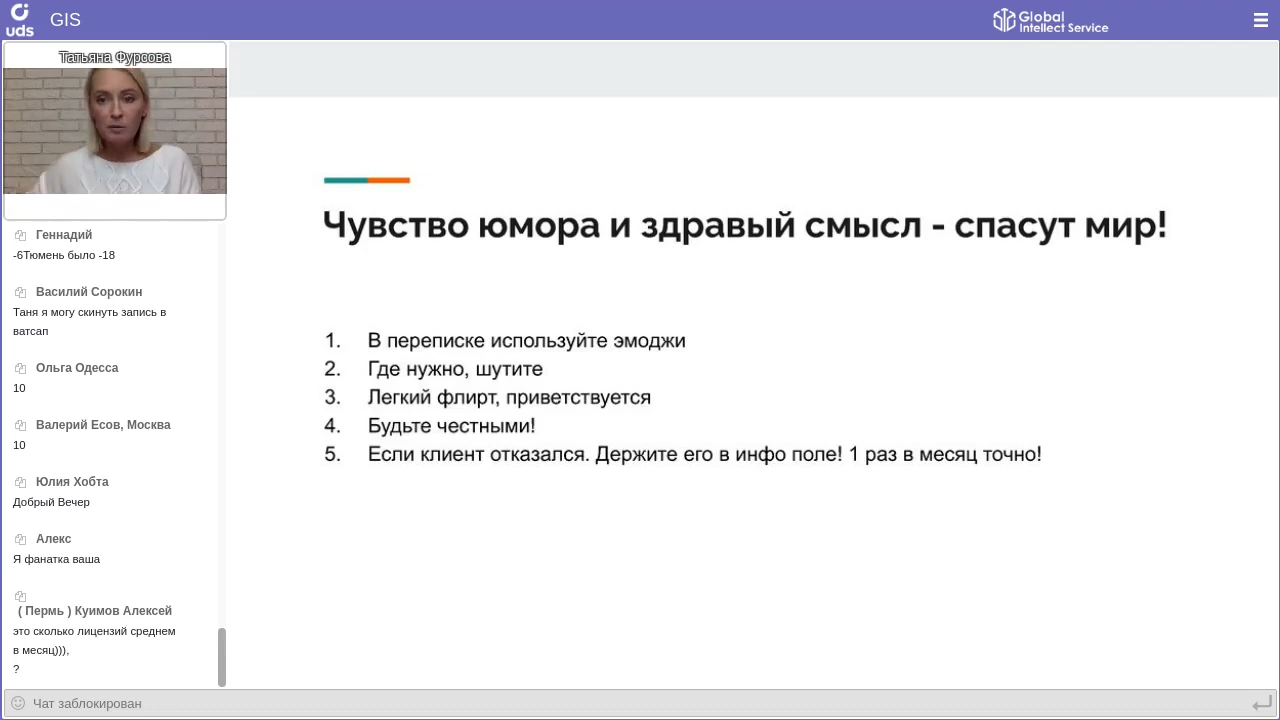 uds
GIS
Global
Intellect Service
Татьяна Фурсова
Чувство юмора и здравый смысл - спасут мир!
1. В переписке используйте эмоджи
2. Где нужно, шутите
3. Легкий флирт, приветствуется
4. Будьте честными!
5. Если клиент отказался. Держите его в инфо поле! 1 раз в месяц точно!
Геннадий
-6Тюмень было -18
Василий Сорокин
Таня я могу скинуть запись в
ватсап
Ольга Одесса
10
Валерий Есов, Москва
10
Юлия Хобта
Добрый Вечер
Алекс
Я фанатка ваша
( Пермь ) Куимов Алексей
это сколько лицензий среднем
в месяц))),
?
Чат заблокирован